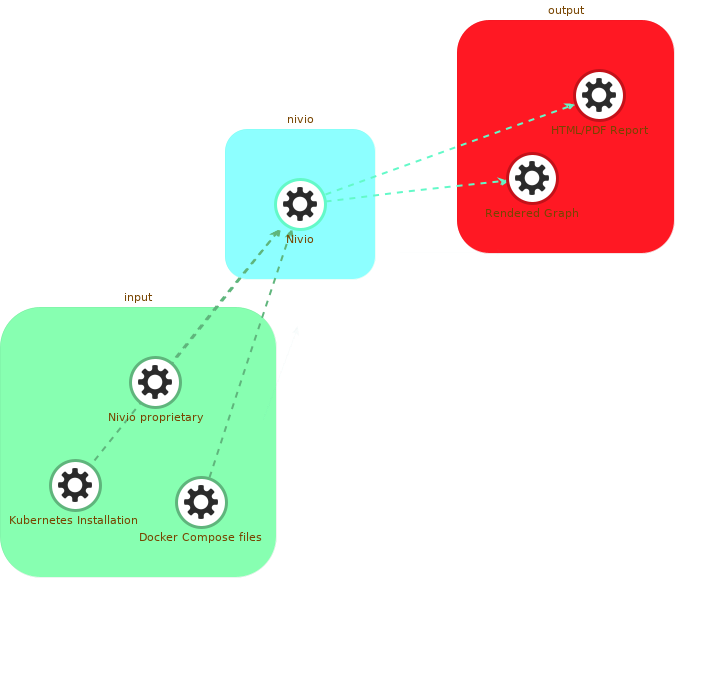 output
HTML/PDF Report
Rendered Graph
nivio
Nivio
input
Nivio proprietary
Kubernetes Installation
Docker Compose files